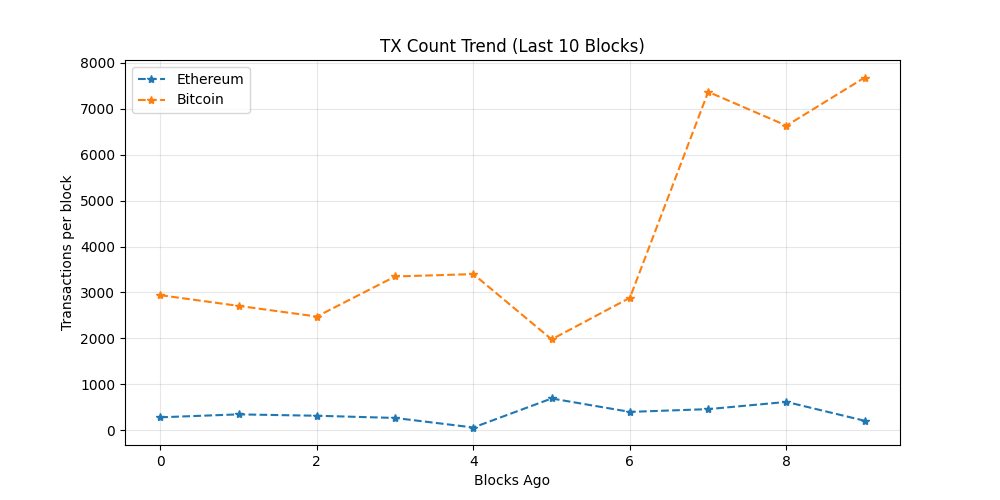 TX Count Trend (Last 10 Blocks)
Ethereum
Bitcoin
Transactions per block
8000
7000
6000
5000
4000
3000
2000
1000
0
0 2 4 6 8
Blocks Ago